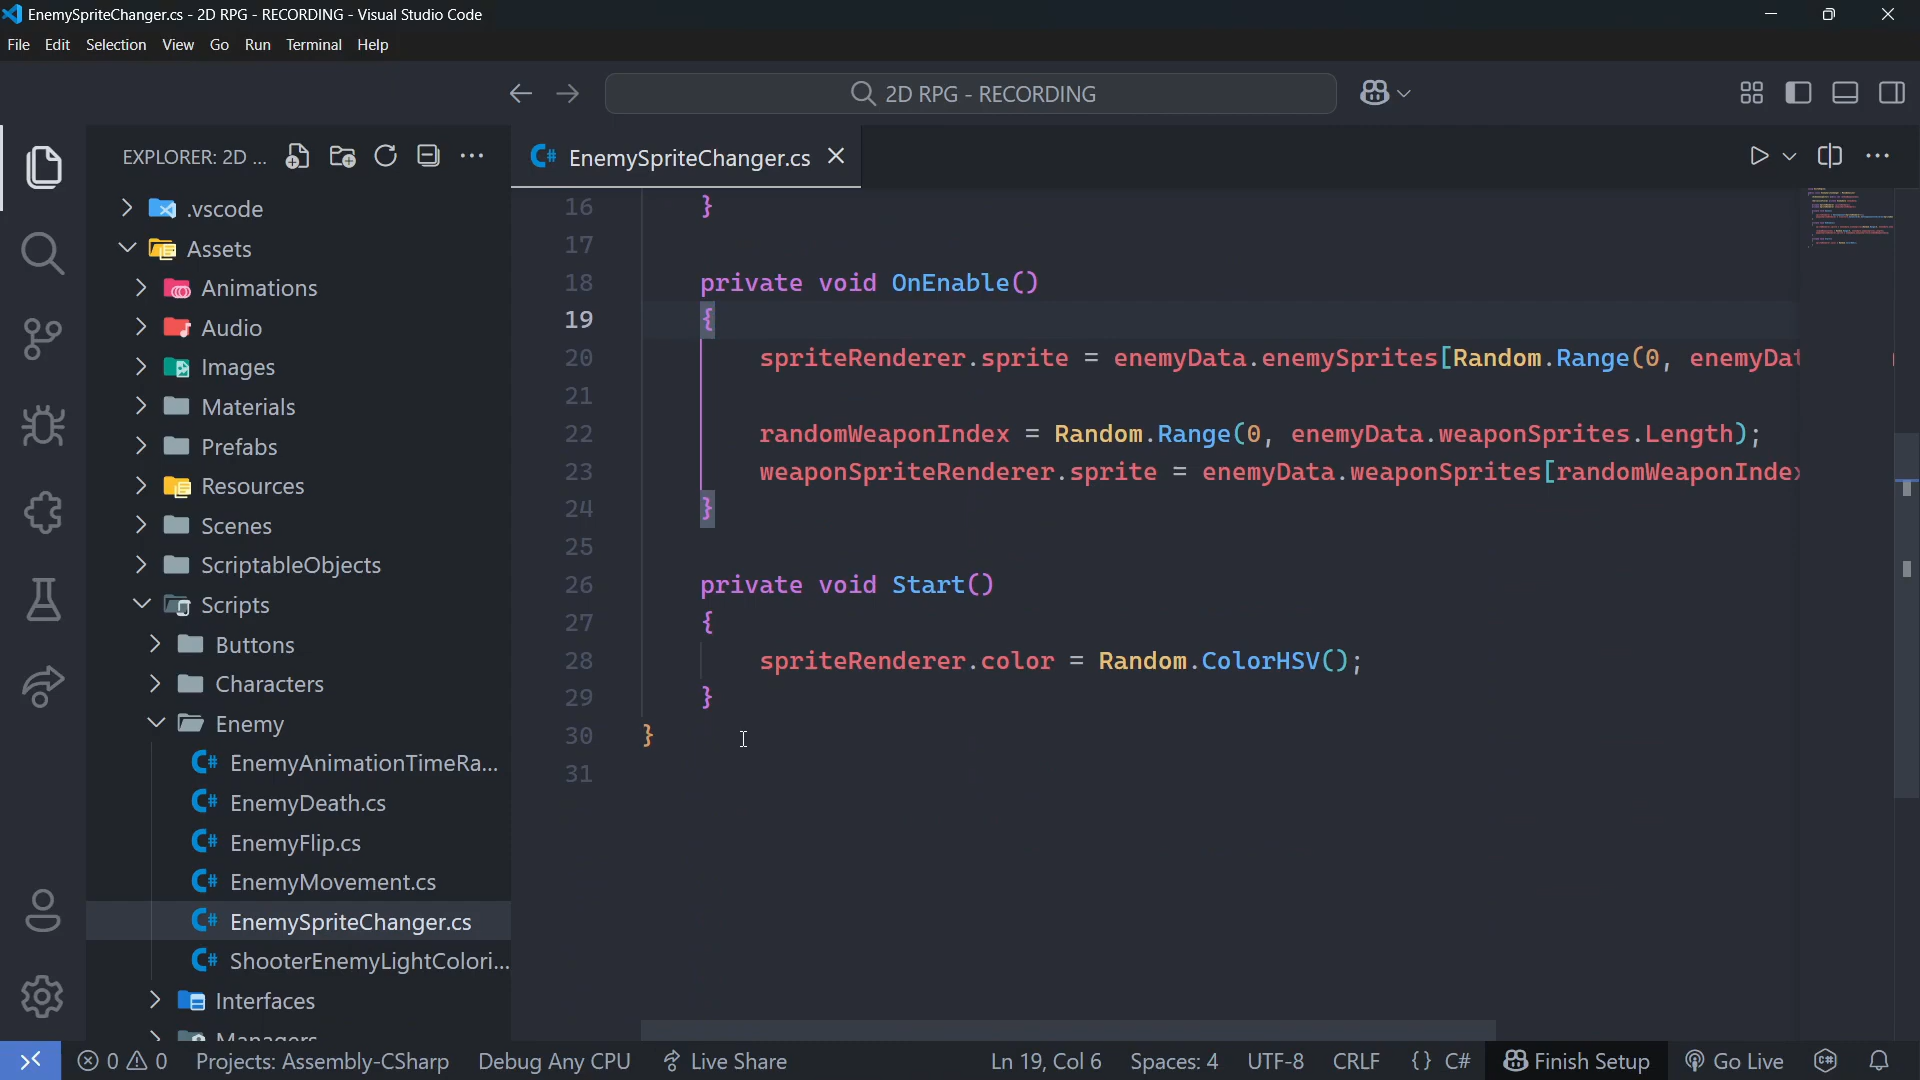 EnemySpriteChanger.cs - 2D RPG - RECORDING - Visual Studio Code
File Edit Selection View Go Run Terminal Help
2D RPG - RECORDING
EXPLORER: 2D ...
.vscode
Assets
Animations
Audio
Images
Materials
Prefabs
Resources
Scenes
ScriptableObjects
Scripts
Buttons
Characters
Enemy
EnemyAnimationTimeRa...
EnemyDeath.cs
EnemyFlip.cs
EnemyMovement.cs
EnemySpriteChanger.cs
ShooterEnemyLightColori...
Interfaces
Managers
EnemySpriteChanger.cs
16 }
17
18 private void OnEnable()
19 {
20 spriteRenderer.sprite = enemyData.enemySprites[Random.Range(0, enemyDat
21
22 randomWeaponIndex = Random.Range(0, enemyData.weaponSprites.Length);
23 weaponSpriteRenderer.sprite = enemyData.weaponSprites[randomWeaponIndex
24 }
25
26 private void Start()
27 {
28 spriteRenderer.color = Random.ColorHSV();
29 }
30 }
31
0 0 Projects: Assembly-CSharp Debug Any CPU Live Share Ln 19, Col 6 Spaces: 4 UTF-8 CRLF {} C# Finish Setup Go Live